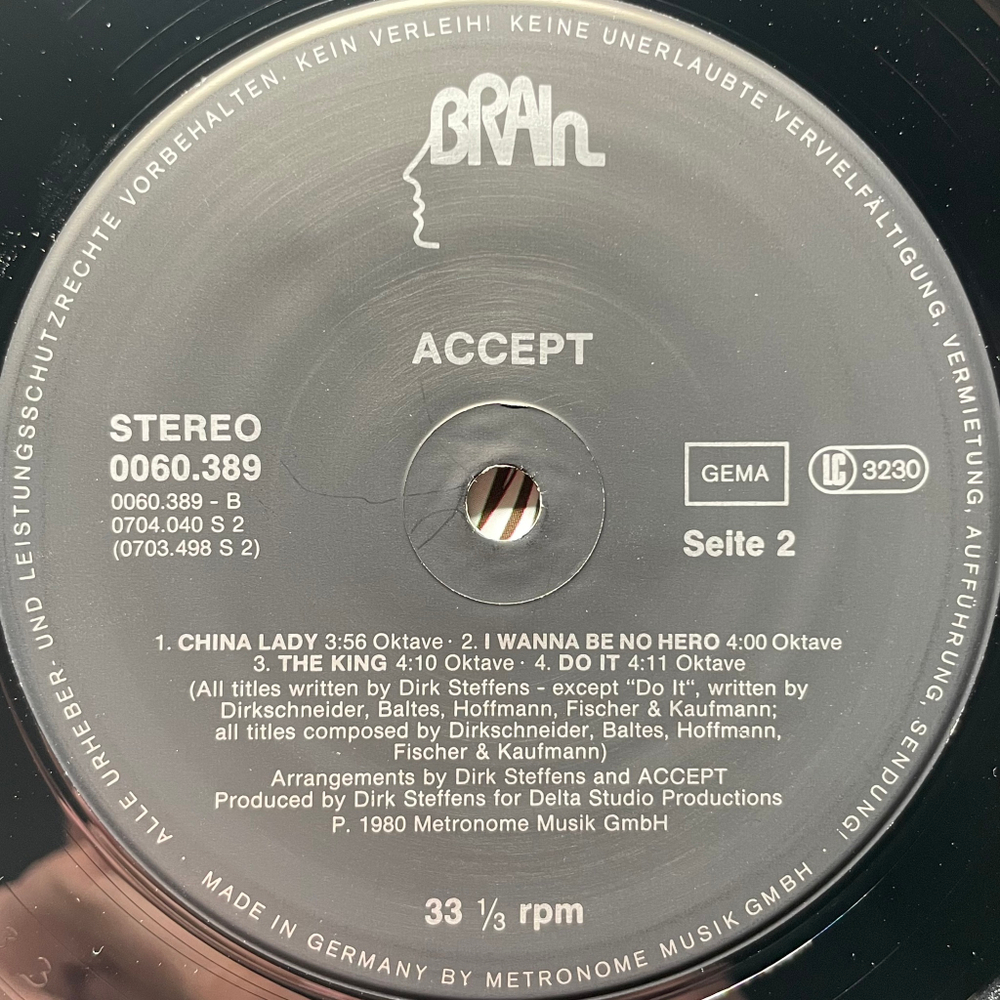 ALLE URHEBER- UND LEISTUNGSSCHUTZRECHTE VORBEHALTEN. KEIN VERLEIH! KEINE UNERLAUBTE VERVIELFÄLTIGUNG, VERMIETUNG, AUFFÜHRUNG, SENDUNG!
BRAIN
ACCEPT
STEREO
0060.389
0060.389 - B
0704.040 S 2
(0703.498 S 2)
GEMA
LC 3230
Seite 2
1. CHINA LADY 3:56 Oktave · 2. I WANNA BE NO HERO 4:00 Oktave
3. THE KING 4:10 Oktave · 4. DO IT 4:11 Oktave
(All titles written by Dirk Steffens - except "Do It“, written by
Dirkschneider, Baltes, Hoffmann, Fischer & Kaufmann;
all titles composed by Dirkschneider, Baltes, Hoffmann,
Fischer & Kaufmann)
Arrangements by Dirk Steffens and ACCEPT
Produced by Dirk Steffens for Delta Studio Productions
P. 1980 Metronome Musik GmbH
33 1/3 rpm
· MADE IN GERMANY BY METRONOME MUSIK GMBH ·